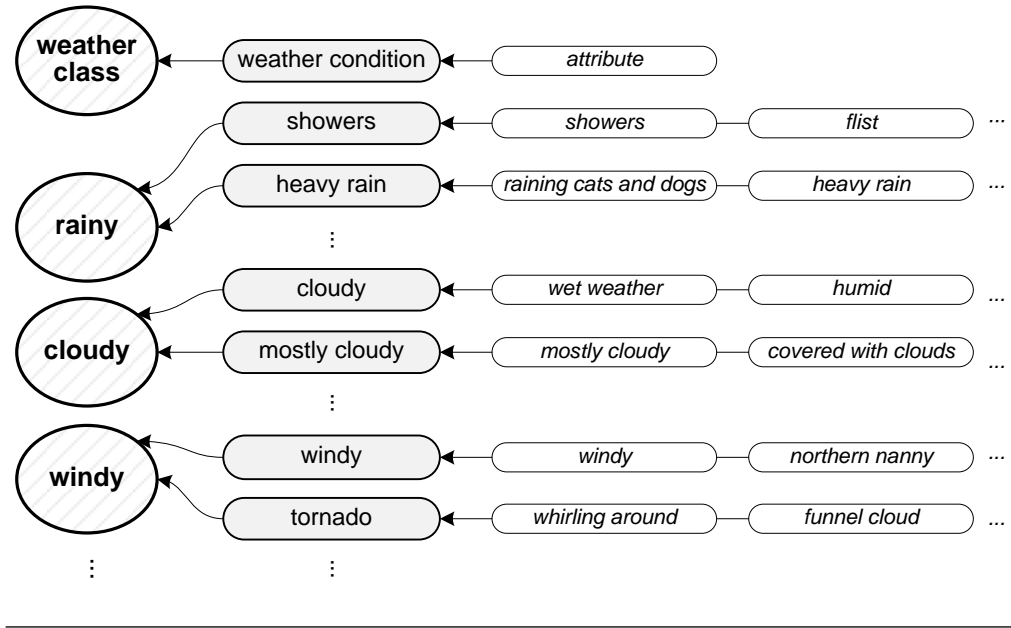 weather
class
weather condition
attribute
showers
showers
flist
...
rainy
heavy rain
raining cats and dogs
heavy rain
...
...
cloudy
cloudy
wet weather
humid
...
mostly cloudy
mostly cloudy
covered with clouds
...
...
windy
windy
windy
northern nanny
...
tornado
whirling around
funnel cloud
...
...
...